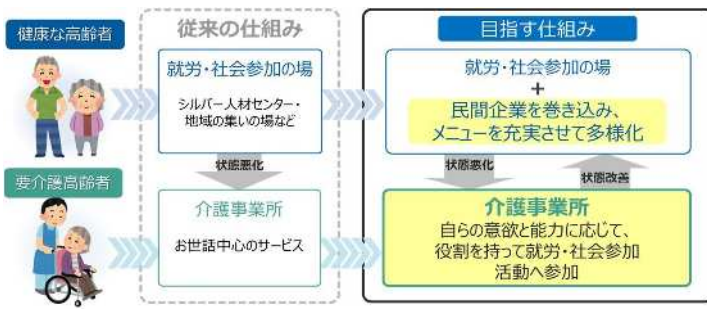 健康な高齢者
従来の仕組み
目指す仕組み
就労・社会参加の場
シルバー人材センター・
地域の集いの場など
就労・社会参加の場
+
民間企業を巻き込み、
メニューを充実させて多様化
状態悪化
状態悪化
状態改善
要介護高齢者
介護事業所
お世話中心のサービス
介護事業所
自らの意欲と能力に応じて、
役割を持って就労・社会参加
活動へ参加